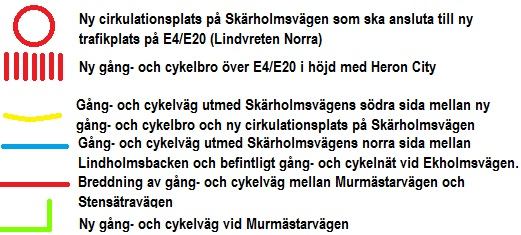 Ny cirkulationsplats på Skärholmsvägen som ska ansluta till ny
trafikplats på E4/E20 (Lindvreten Norra)
Ny gång- och cykelbro över E4/E20 i höjd med Heron City
Gång- och cykelväg utmed Skärholmsvägens södra sida mellan ny
gång- och cykelbro och ny cirkulationsplats på Skärholmsvägen
Gång- och cykelväg utmed Skärholmsvägens norra sida mellan
Lindholmsbacken och befintligt gång- och cykelnät vid Ekholmsvägen.
Breddning av gång- och cykelväg mellan Murmästarvägen och
Stensätravägen
Ny gång- och cykelväg vid Murmästarvägen